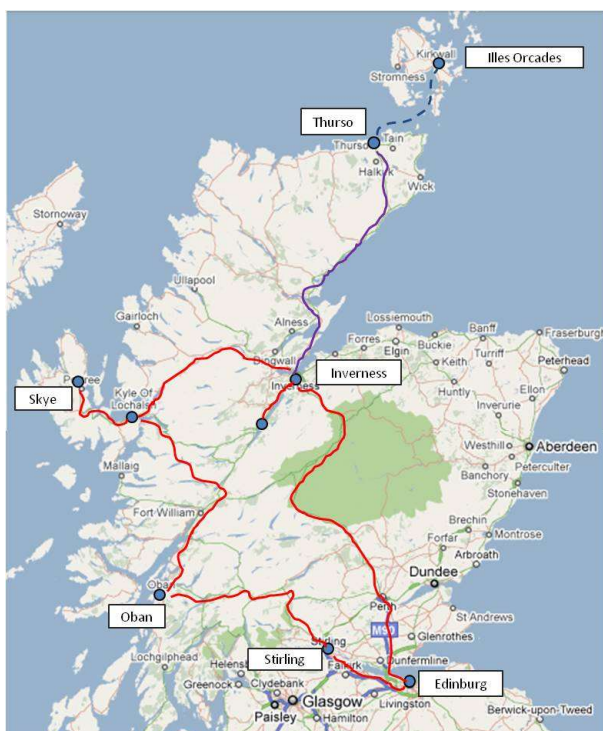 Kirkwall
Illes Orcades
Stromness
Thurso
Tain
Thurso
Halkirk
Wick
Stornoway
Ullapool
Gairloch
Alness
Dingwall
Lossiemouth
Banff
Fraserburgh
Forres
Buckie
Elgin
Keith
Turriff
Peterhead
Inverness
Inverness
Huntly
Ellon
Inverurie
Skye
Kyle Of
Lochalsh
Westhill
Aberdeen
Peterculter
Banchory
Mallaig
Stonehaven
Fort William
Brechin
Montrose
Forfar
Arbroath
Dundee
Oban
Oban
Perth
St Andrews
M90
Glenrothes
Stirling
Stirling
Dunfermline
Lochgilphead
Falkirk
Edinburg
Greenock
Clydebank
Livingston
Glasgow
Paisley
Hamilton
Berwick-upon-Tweed